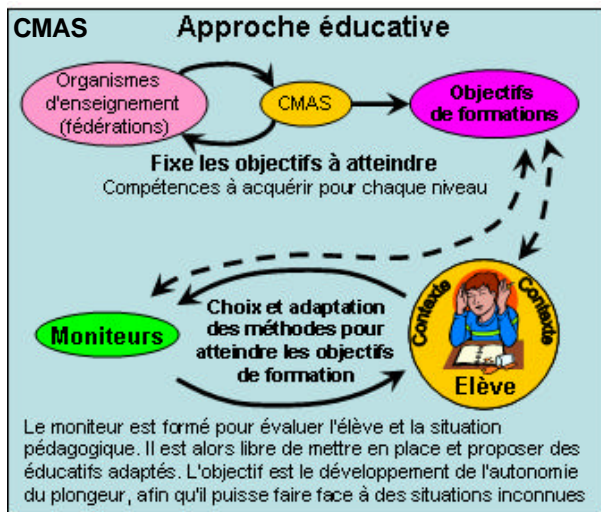 CMAS
Approche éducative
Organismes
d'enseignement
(fédérations)
CMAS
Objectifs
de formations
Fixe les objectifs à atteindre
Compétences à acquérir pour chaque niveau
Moniteurs
Choix et adaptation
des méthodes pour
atteindre les objectifs
de formation
Contexte
Contexte
Elève
Le moniteur est formé pour évaluer l'élève et la situation
pédagogique. Il est alors libre de mettre en place et proposer des
éducatifs adaptés. L'objectif est le développement de l'autonomie
du plongeur, afin qu'il puisse faire face à des situations inconnues